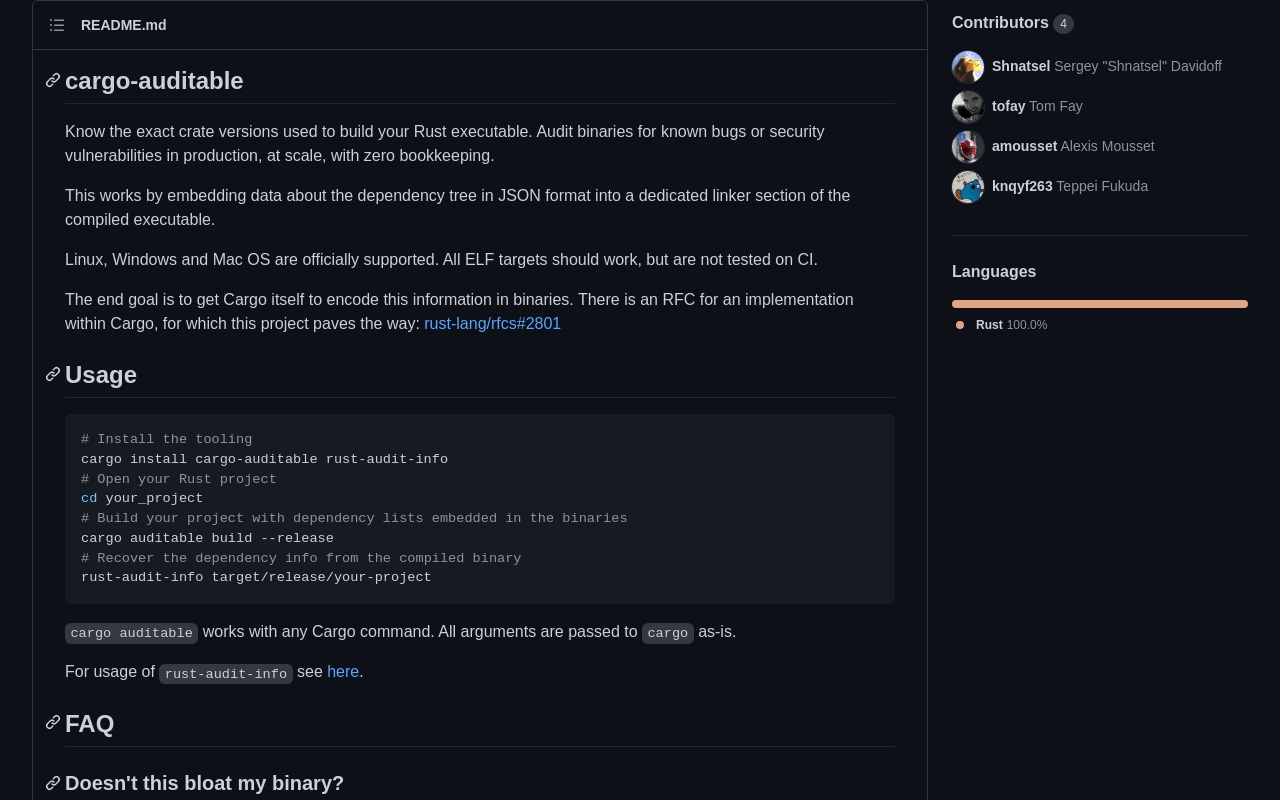 README.md
cargo-auditable
Know the exact crate versions used to build your Rust executable. Audit binaries for known bugs or security
vulnerabilities in production, at scale, with zero bookkeeping.
This works by embedding data about the dependency tree in JSON format into a dedicated linker section of the
compiled executable.
Linux, Windows and Mac OS are officially supported. All ELF targets should work, but are not tested on CI.
The end goal is to get Cargo itself to encode this information in binaries. There is an RFC for an implementation
within Cargo, for which this project paves the way: rust-lang/rfcs#2801
Usage
# Install the tooling
cargo install cargo-auditable rust-audit-info
# Open your Rust project
cd your_project
# Build your project with dependency lists embedded in the binaries
cargo auditable build --release
# Recover the dependency info from the compiled binary
rust-audit-info target/release/your-project
cargo auditable works with any Cargo command. All arguments are passed to cargo as-is.
For usage of rust-audit-info see here.
FAQ
Doesn't this bloat my binary?
Contributors 4
Shnatsel Sergey "Shnatsel" Davidoff
tofay Tom Fay
amousset Alexis Mousset
knqyf263 Teppei Fukuda
Languages
Rust 100.0%